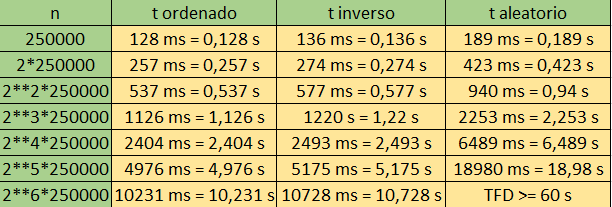 n t ordenado t inverso t aleatorio
250000 128 ms = 0,128 s 136 ms = 0,136 s 189 ms = 0,189 s
2*250000 257 ms = 0,257 s 274 ms = 0,274 s 423 ms = 0,423 s
2**2*250000 537 ms = 0,537 s 577 ms = 0,577 s 940 ms = 0,94 s
2**3*250000 1126 ms = 1,126 s 1220 s = 1,22 s 2253 ms = 2,253 s
2**4*250000 2404 ms = 2,404 s 2493 ms = 2,493 s 6489 ms = 6,489 s
2**5*250000 4976 ms = 4,976 s 5175 ms = 5,175 s 18980 ms = 18,98 s
2**6*250000 10231 ms = 10,231 s 10728 ms = 10,728 s TFD >= 60 s